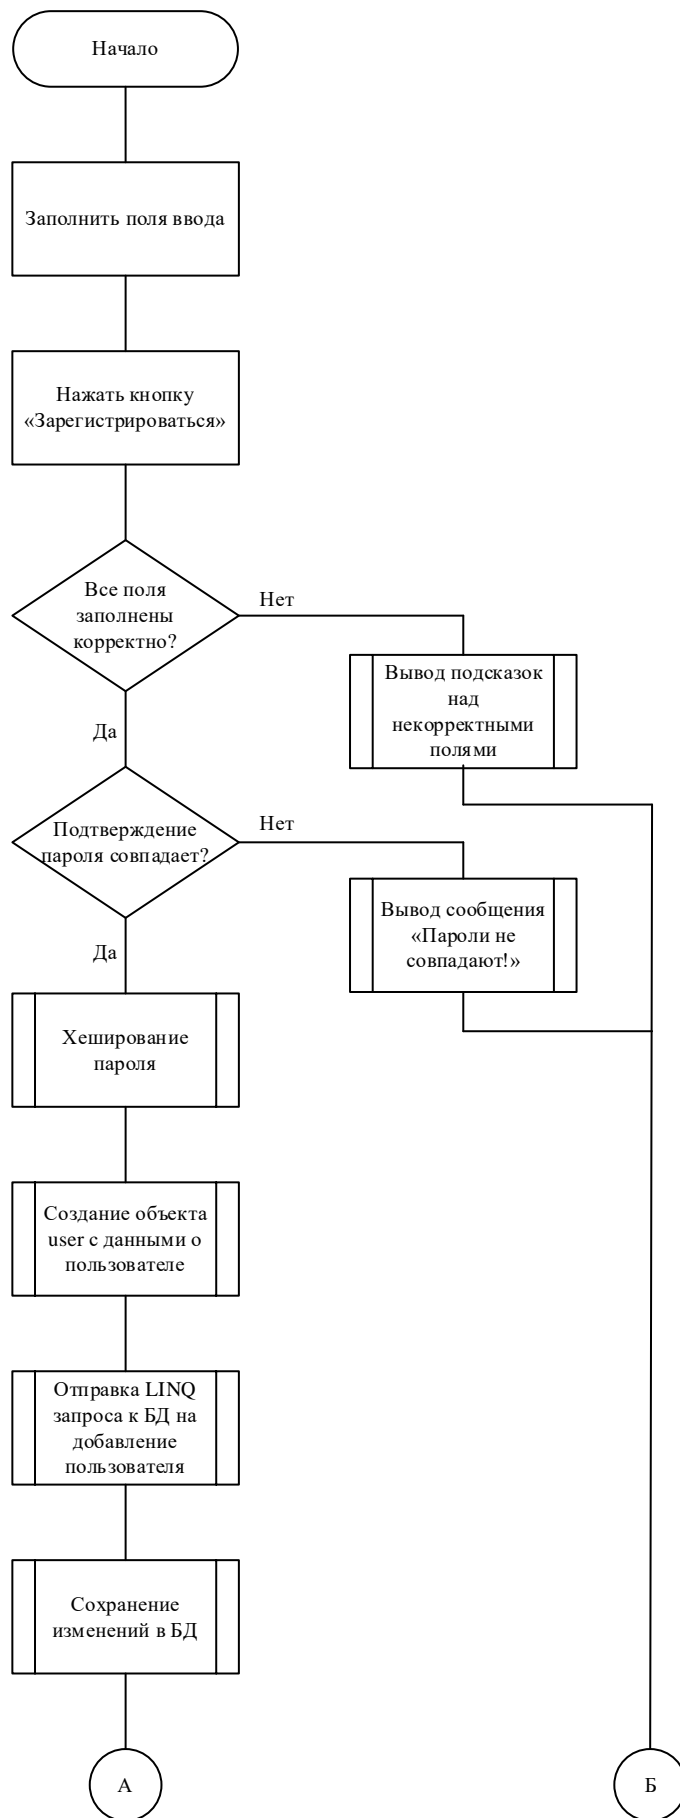 Начало
Заполнить поля ввода
Нажать кнопку
«Зарегистрироваться»
Все поля
заполнены
корректно?
Нет
Вывод подсказок
над
некорректными
полями
Да
Подтверждение
пароля совпадает?
Нет
Вывод сообщения
«Пароли не
совпадают!»
Да
Хеширование
пароля
Создание объекта
user с данными о
пользователе
Отправка LINQ
запроса к БД на
добавление
пользователя
Сохранение
изменений в БД
А
Б